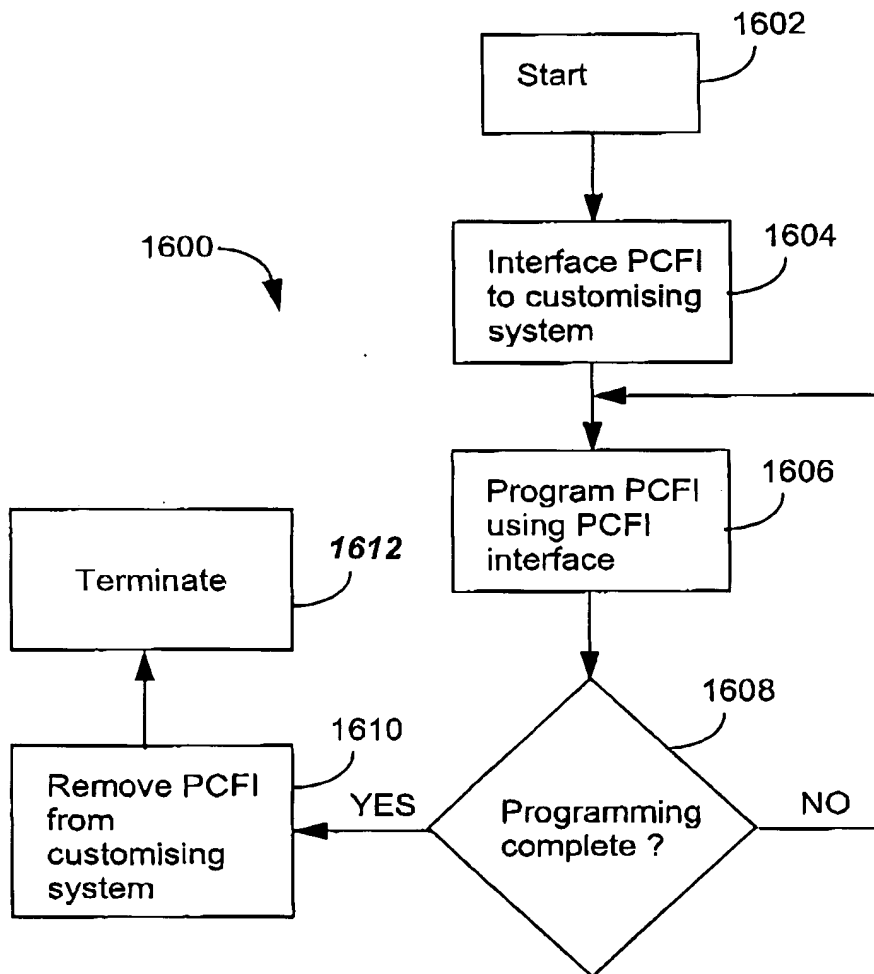 1602
Start
1600
1604
Interface PCFI
to customising
system
1606
Program PCFI
using PCFI
interface
1612
Terminate
1608
Programming
complete ?
YES
NO
1610
Remove PCFI
from
customising
system